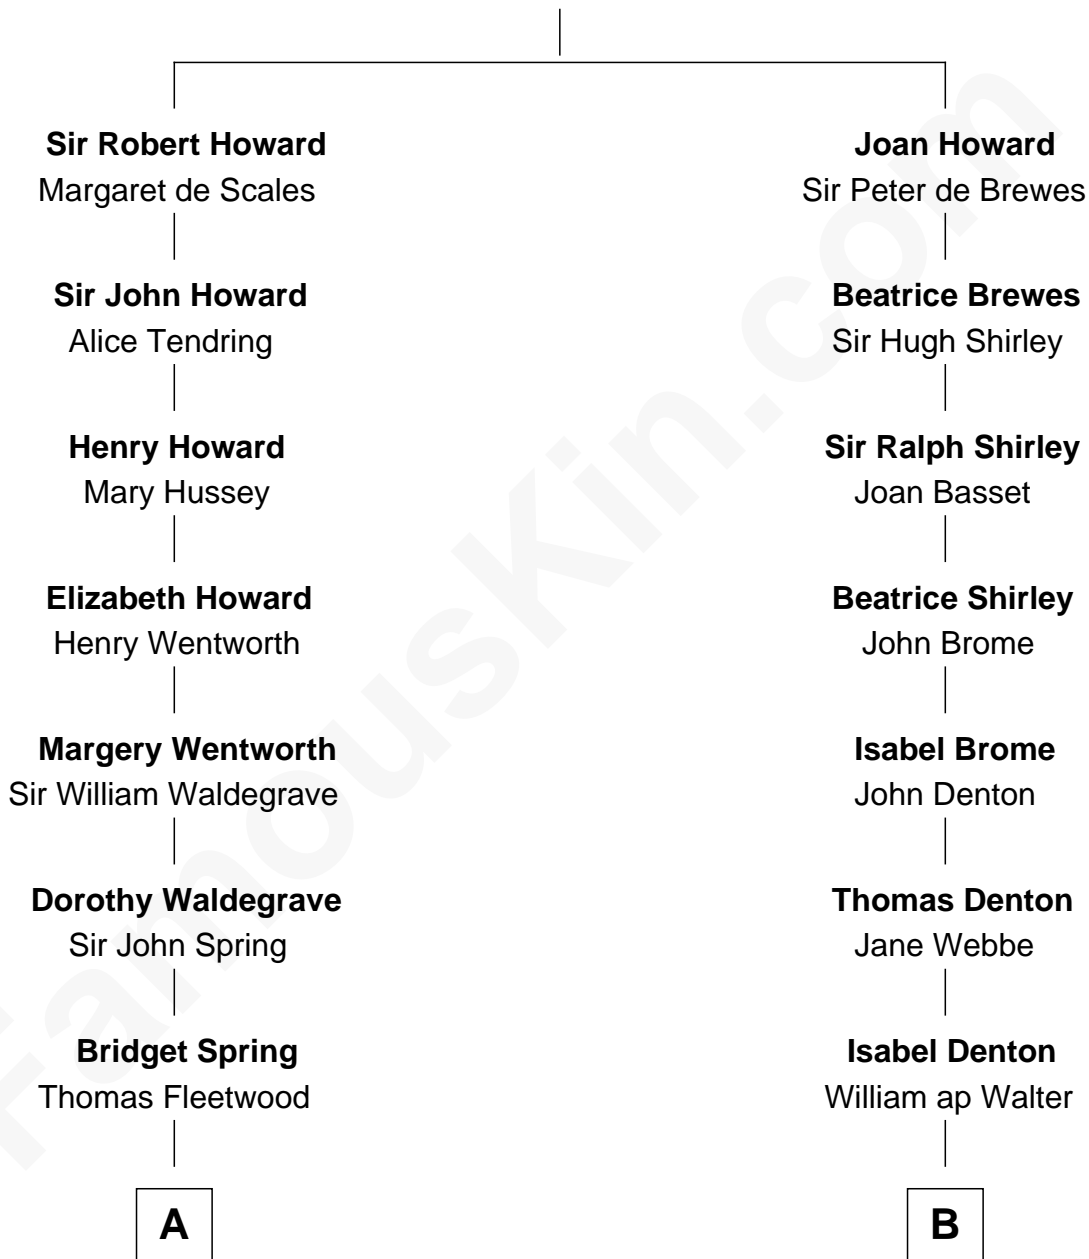 Sir Robert Howard
Margaret de Scales
Sir John Howard
Alice Tendring
Henry Howard
Mary Hussey
Elizabeth Howard
Henry Wentworth
Margery Wentworth
Sir William Waldegrave
Dorothy Waldegrave
Sir John Spring
Bridget Spring
Thomas Fleetwood
A
Joan Howard
Sir Peter de Brewes
Beatrice Brewes
Sir Hugh Shirley
Sir Ralph Shirley
Joan Basset
Beatrice Shirley
John Brome
Isabel Brome
John Denton
Thomas Denton
Jane Webbe
Isabel Denton
William ap Walter
B
FamousKin.com